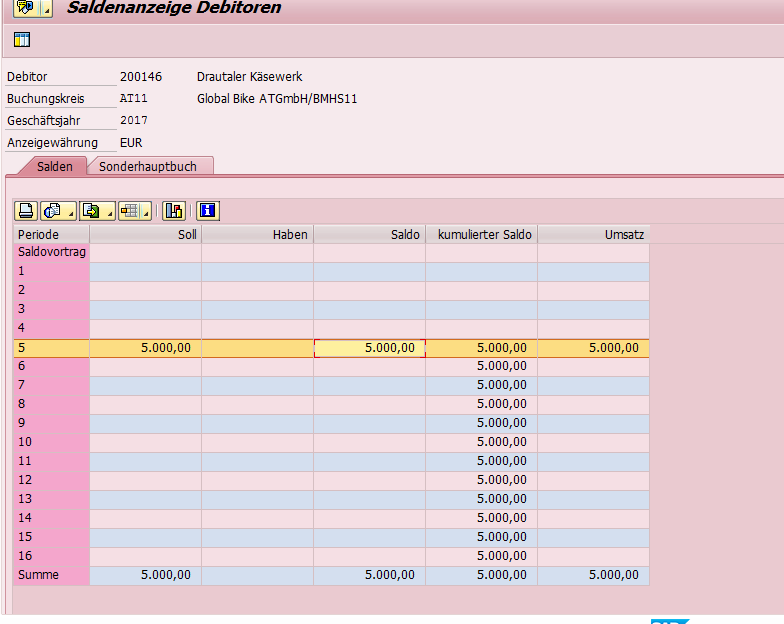 Saldenanzeige Debitoren
Debitor 200146 Drautaler Käsewerk
Buchungskreis AT11 Global Bike ATGmbH/BMHS11
Geschäftsjahr 2017
Anzeigewährung EUR
Salden Sonderhauptbuch
Periode Soll Haben Saldo kumulierter Saldo Umsatz
Saldovortrag
1
2
3
4
5 5.000,00 5.000,00 5.000,00 5.000,00
6 5.000,00
7 5.000,00
8 5.000,00
9 5.000,00
10 5.000,00
11 5.000,00
12 5.000,00
13 5.000,00
14 5.000,00
15 5.000,00
16 5.000,00
Summe 5.000,00 5.000,00 5.000,00 5.000,00